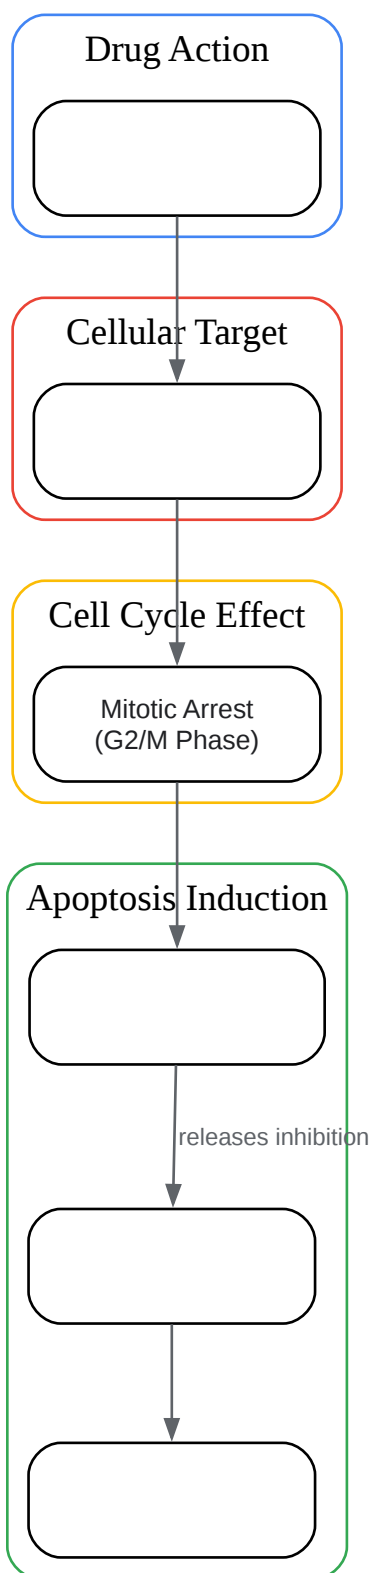 Drug Action
Cellular Target
Cell Cycle Effect
Mitotic Arrest
(G2/M Phase)
Apoptosis Induction
releases inhibition